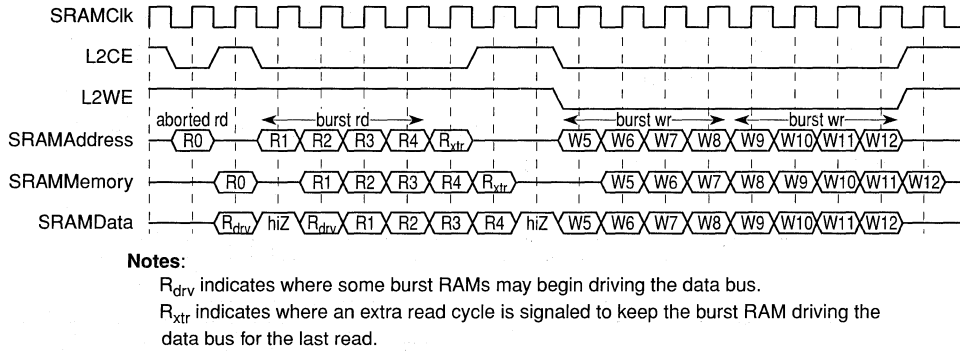 SRAMClk
L2CE
L2WE
aborted rd burst rd burst wr burst wr
SRAMAddress R0 R1 R2 R3 R4 Rxtr W5 W6 W7 W8 W9 W10 W11 W12
SRAMMemory R0 R1 R2 R3 R4 Rxtr W5 W6 W7 W8 W9 W10 W11 W12
SRAMData Rdrv hiZ Rdrv R1 R2 R3 R4 hiZ W5 W6 W7 W8 W9 W10 W11 W12
Notes:
Rdrv indicates where some burst RAMs may begin driving the data bus.
Rxtr indicates where an extra read cycle is signaled to keep the burst RAM driving the
data bus for the last read.